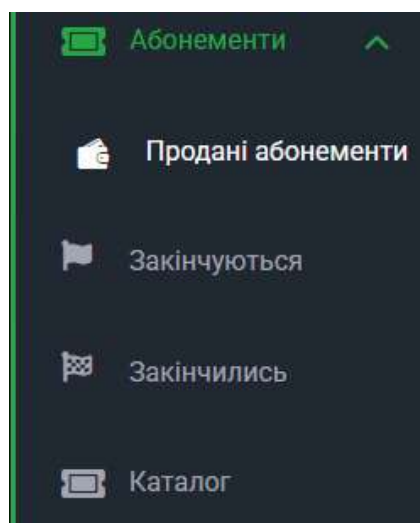 Абонементи
Продані абонементи
Закінчуються
Закінчились
Каталог